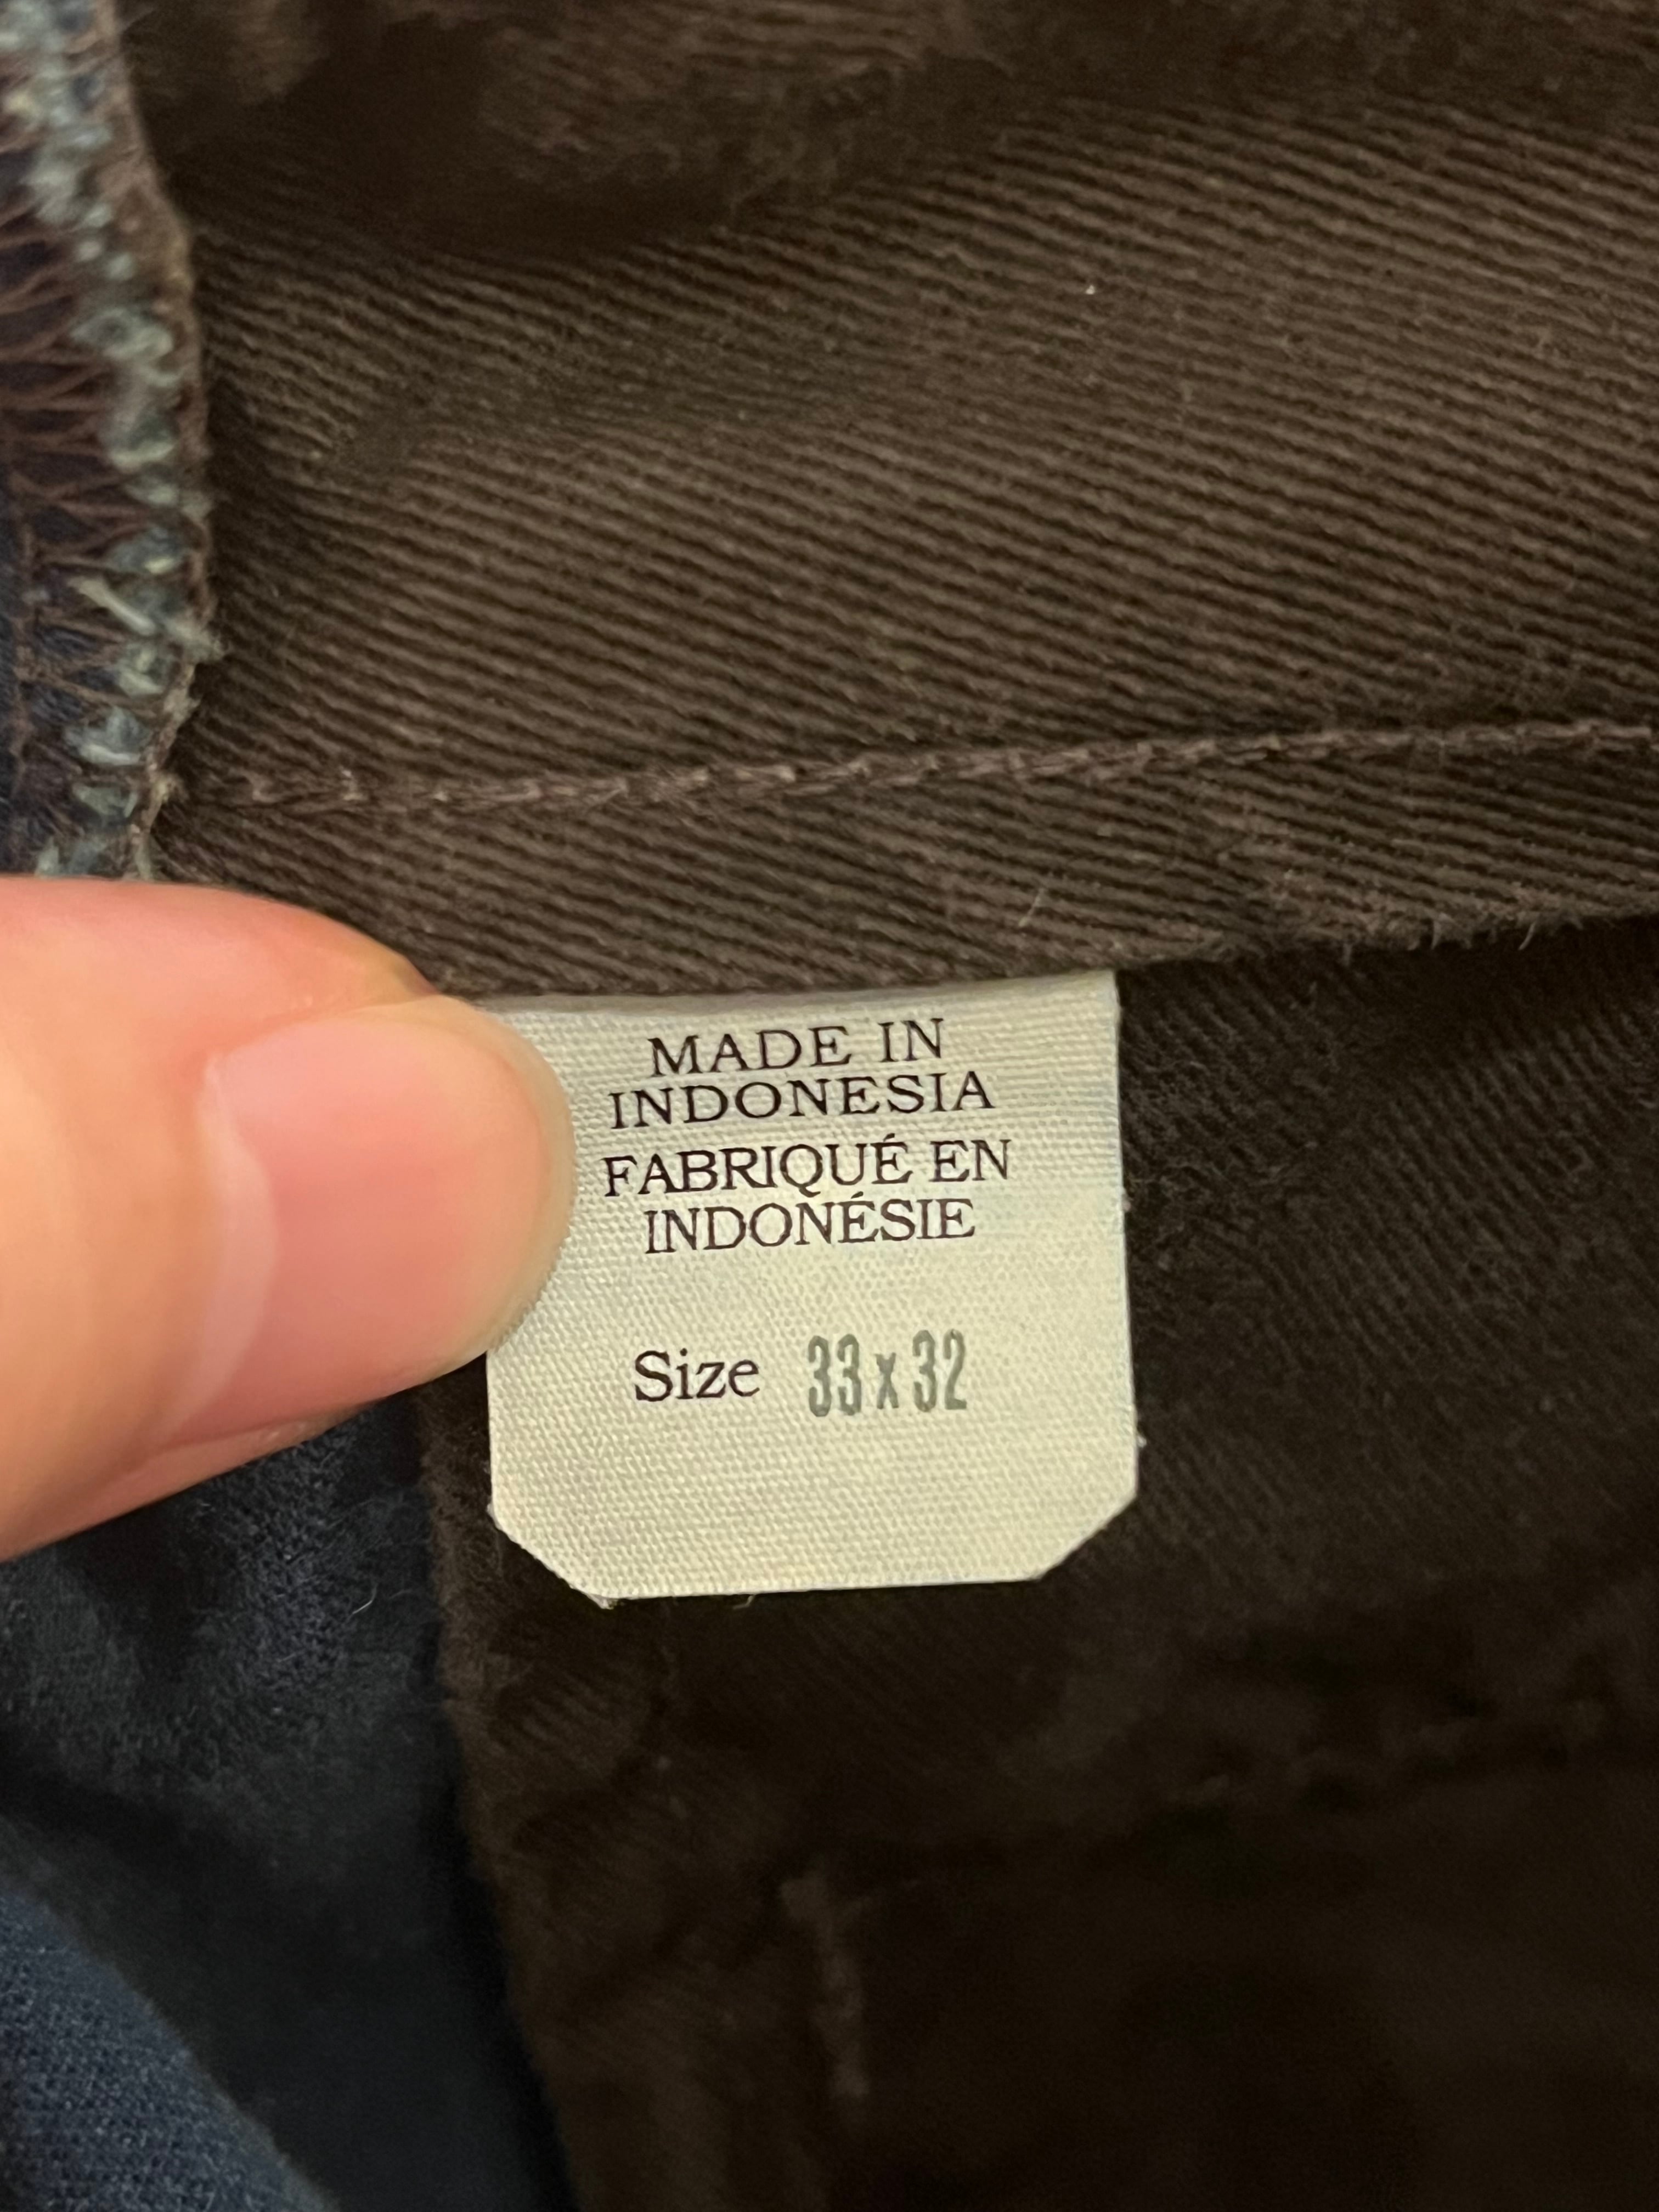 MADE IN
INDONESIA
FABRIQUÉ EN
INDONÉSIE
Size 33 x 32